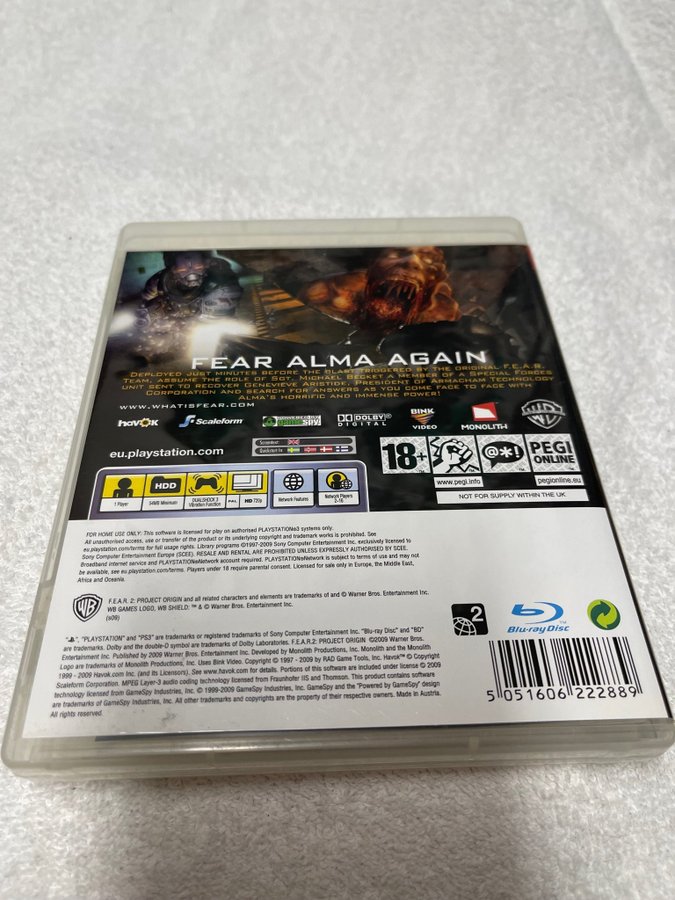 FEAR ALMA AGAIN
DEPLOYED JUST MINUTES BEFORE THE BLAST TRIGGERED BY THE ORIGINAL F.E.A.R.
TEAM, ASSUME THE ROLE OF SGT. MICHAEL BECKET A MEMBER OF A SPECIAL FORCES
UNIT SENT TO RECOVER GENEVIEVE ARISTIDE, PRESIDENT OF ARMACHAM TECHNOLOGY
CORPORATION AND SEARCH FOR ANSWERS AS YOU COME FACE TO FACE WITH
ALMA'S HORRIFIC AND IMMENSE POWER!
WWW.WHATISFEAR.COM
havok Scaleform gamespy DOLBY DIGITAL BINK VIDEO MONOLITH
eu.playstation.com
18+ @*! PEGI ONLINE
www.pegi.info pegionline.eu
NOT FOR SUPPLY WITHIN THE UK
1 Player
HDD
54MB Minimum
DUALSHOCK 3
Vibration Function
PAL HD 720p
Network Features
Network Players
2-16
FOR HOME USE ONLY: This software is licensed for play on authorised PLAYSTATION®3 systems only.
All unauthorised access, use or transfer of the product or its underlying copyright and trademark works is prohibited. See
eu.playstation.com/terms for full usage rights. Library programs ©1997-2009 Sony Computer Entertainment Inc. exclusively licensed to
Sony Computer Entertainment Europe (SCEE). RESALE AND RENTAL ARE PROHIBITED UNLESS EXPRESSLY AUTHORISED BY SCEE.
Broadband internet service and PLAYSTATION®Network account required. PLAYSTATION®Network is subject to terms of use and may not
be available, see eu.playstation.com/terms. Players under 18 require parental consent. Licensed for sale only in Europe, the Middle East,
Africa and Oceania.
WB
F.E.A.R. 2: PROJECT ORIGIN and all related characters and elements are trademarks of and © Warner Bros. Entertainment Inc.
WB GAMES LOGO, WB SHIELD: ™ & © Warner Bros. Entertainment Inc.
(s09)
2
Blu-ray Disc
"PLAYSTATION" and "PS3" are trademarks or registered trademarks of Sony Computer Entertainment Inc. "Blu-ray Disc" and "BD"
are trademarks. Dolby and the double-D symbol are trademarks of Dolby Laboratories. F.E.A.R. 2: PROJECT ORIGIN ©2009 Warner Bros.
Entertainment Inc. Published by 2009 Warner Bros. Entertainment Inc. Developed by Monolith Productions, Inc. Monolith and the Monolith
Logo are trademarks of Monolith Productions, Inc. Uses Bink Video. Copyright © 1997 - 2009 by RAD Game Tools, Inc. Havok™ © Copyright
1999 - 2009 Havok.com Inc. (and its Licensors). See www.havok.com for details. Portions of this software are included under license © 2009
Scaleform Corporation. MPEG Layer-3 audio coding technology licensed from Fraunhofer IIS and Thomson. This product contains software
technology licensed from GameSpy Industries, Inc. © 1999-2009 GameSpy Industries, Inc. GameSpy and the "Powered by GameSpy" design
are trademarks of GameSpy Industries, Inc. All other trademarks and copyrights are the property of their respective owners. Made in Austria.
All rights reserved.
5 051606 222889